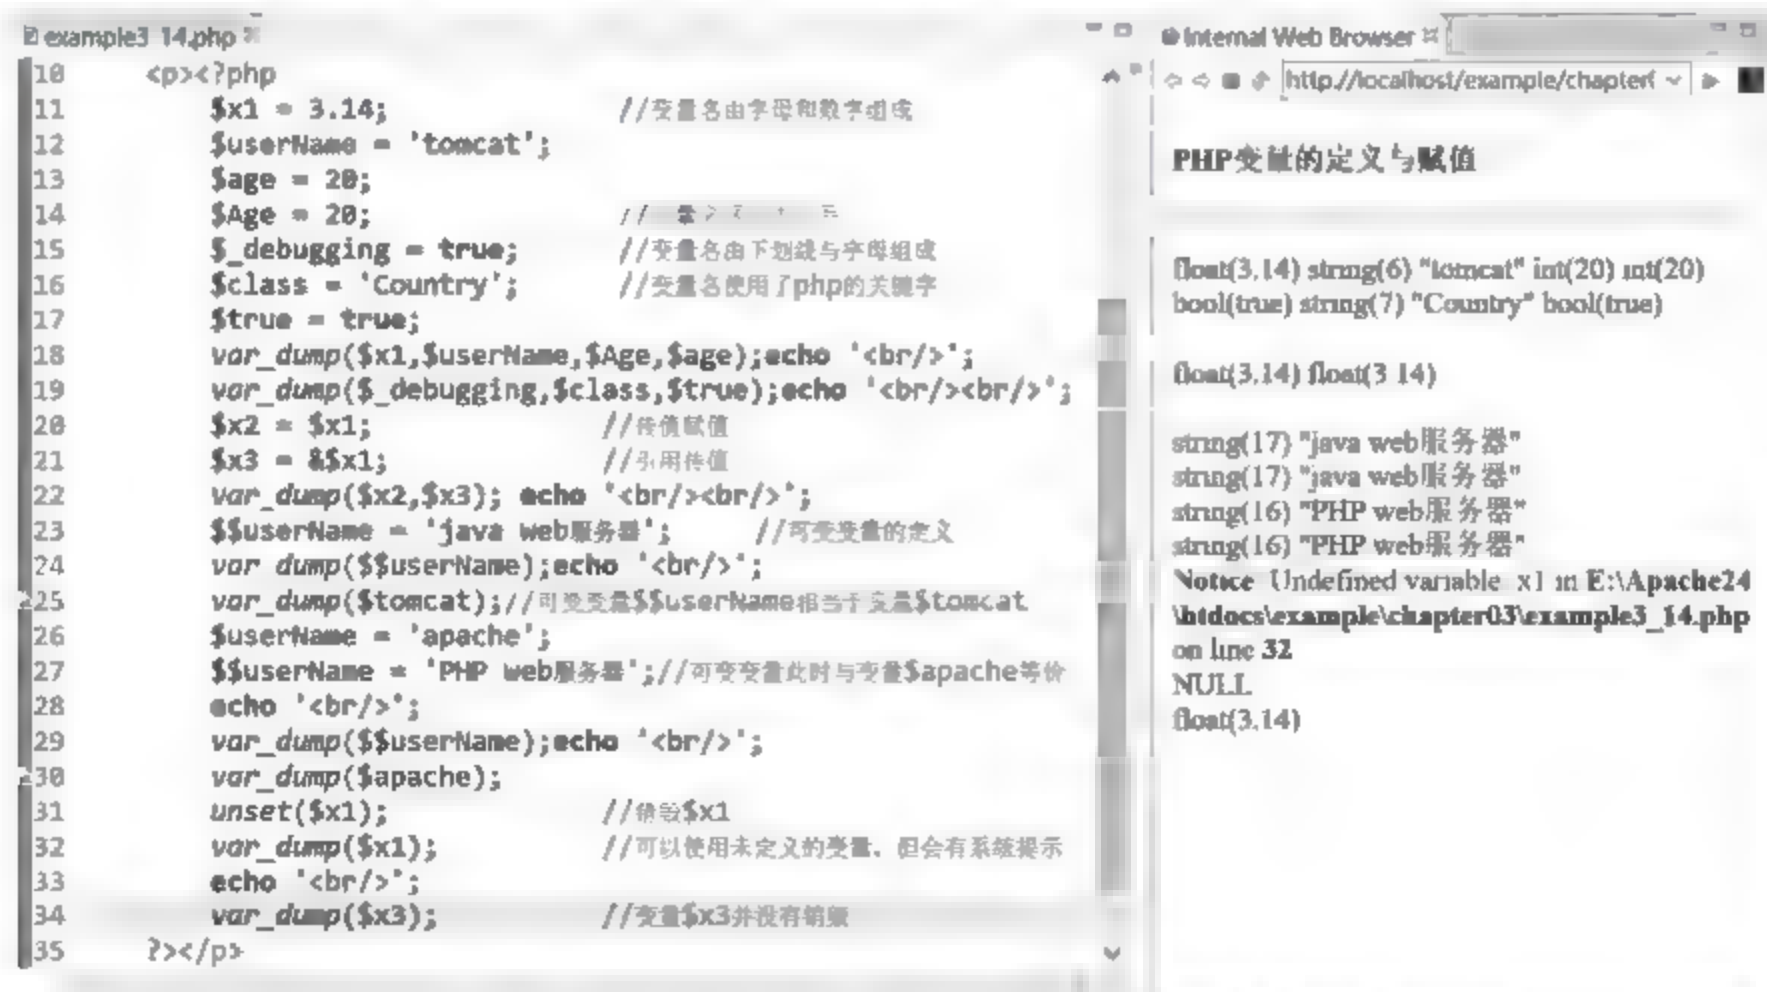 example3_14.php
10 <p><?php
11 $x1 = 3.14; //变量名由字母和数字组成
12 $userName = 'tomcat';
13 $age = 20;
14 $Age = 20; //
15 $_debugging = true; //变量名由下划线与字母组成
16 $class = 'Country'; //变量名使用了php的关键字
17 $true = true;
18 var_dump($x1,$userName,$Age,$age);echo '<br/>';
19 var_dump($_debugging,$class,$true);echo '<br/><br/>';
20 $x2 = $x1; //传值赋值
21 $x3 = &$x1; //引用传值
22 var_dump($x2,$x3); echo '<br/><br/>';
23 $$userName = 'java web服务器'; //可变变量的定义
24 var_dump($$userName);echo '<br/>';
25 var_dump($tomcat);//可变变量$$userName相当于变量$tomcat
26 $userName = 'apache';
27 $$userName = 'PHP web服务器';//可变变量此时与变量$apache等价
28 echo '<br/>';
29 var_dump($$userName);echo '<br/>';
30 var_dump($apache);
31 unset($x1); //销毁$x1
32 var_dump($x1); //可以使用未定义的变量，但会有系统提示
33 echo '<br/>';
34 var_dump($x3); //变量$x3并没有销毁
35 ?></p>
Internal Web Browser
http://localhost/example/chapter
PHP变量的定义与赋值
float(3.14) string(6) "tomcat" int(20) int(20)
bool(true) string(7) "Country" bool(true)
float(3.14) float(3.14)
string(17) "java web服务器"
string(17) "java web服务器"
string(16) "PHP web服务器"
string(16) "PHP web服务器"
Notice Undefined variable x1 in E:\Apache24
\htdocs\example\chapter03\example3_14.php
on line 32
NULL
float(3.14)